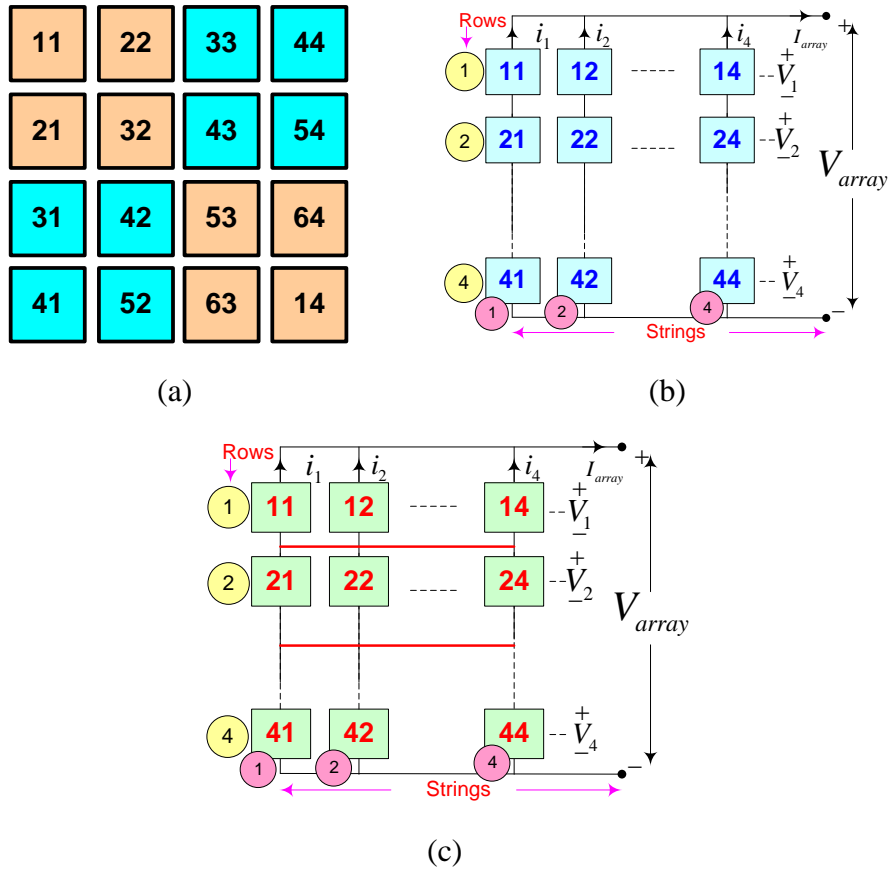 11 22 33 44
21 32 43 54
31 42 53 64
41 52 63 14
(a)
Rows i1 i2 i4 Iarray +
1 11 12 ----- 14 --V1 + -
2 21 22 ----- 24 --V2 + -
Varray
4 41 42 44 --V4 + -
1 2 4 -
Strings
(b)
Rows i1 i2 i4 Iarray +
1 11 12 ----- 14 --V1 + -
2 21 22 ----- 24 --V2 + -
Varray
4 41 42 44 --V4 + -
1 2 4 -
Strings
(c)